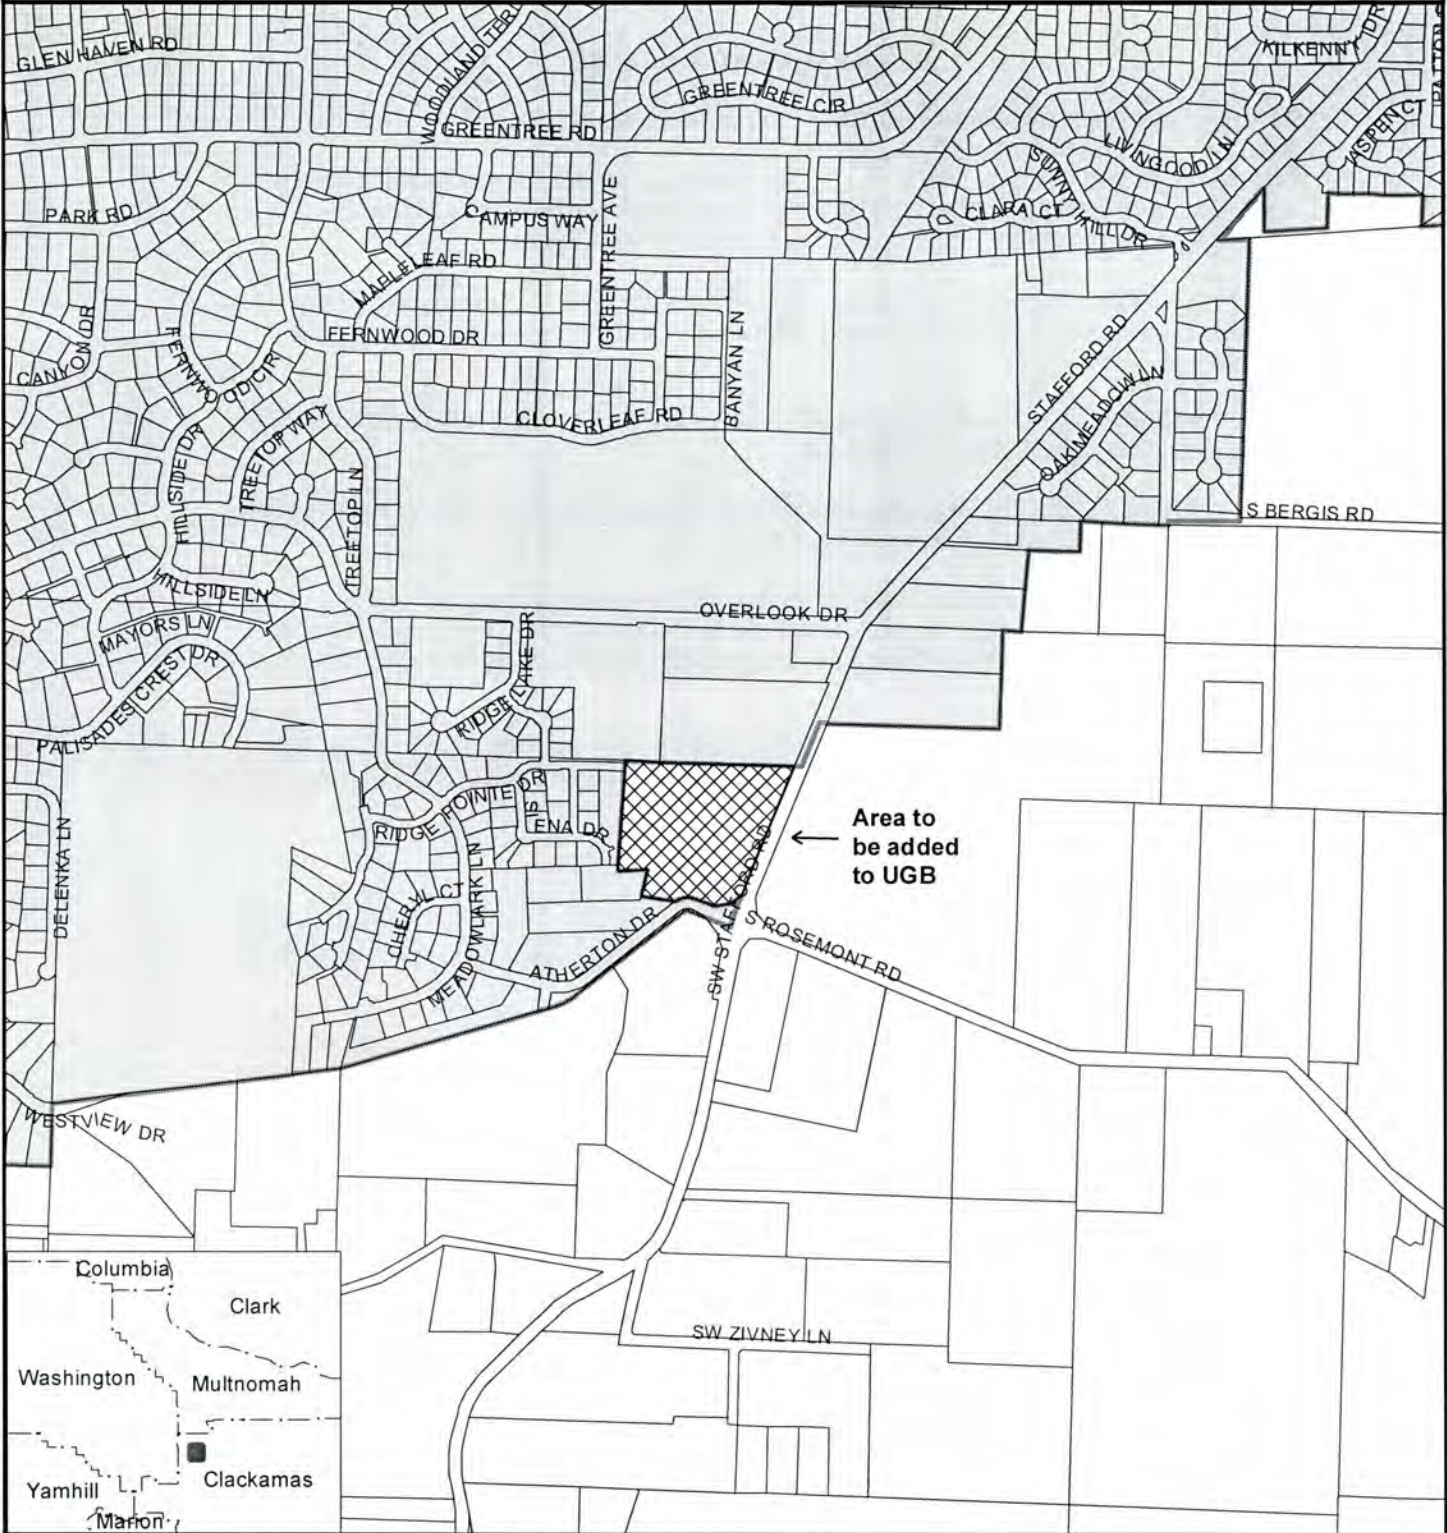 GLEN HAVEN RD
WOODLAND TER
KILKENNY DR
GREENTREE CIR
GREENTREE RD
ASPEN CT
LIVINGOOD LN
SUNNY HILL DR
CLARA CT
PARK RD
CAMPUS WAY
GREENTREE AVE
MAPLELEAF RD
CANYON DR
FERNWOOD CIR
FERNWOOD DR
BANYAN LN
STAFFORD RD
OAKMEADOW LN
CLOVERLEAF RD
TREETOP WAY
HILLSIDE DR
TREETOP LN
S BERGIS RD
HILLSIDE LN
OVERLOOK DR
MAYORS LN
RIDGE LAKE DR
PALISADES CREST DR
RIDGE POINTE DR
SI
ENA DR
DELENKA LN
Area to
be added
to UGB
STAFFORD RD
CHERYL CT
MEADOWLARK LN
ATHERTON DR
SW STAFFORD RD
S ROSEMONT RD
WESTVIEW DR
SW ZIVNEY LN
Columbia
Clark
Washington
Multnomah
Yamhill
Clackamas
Marion